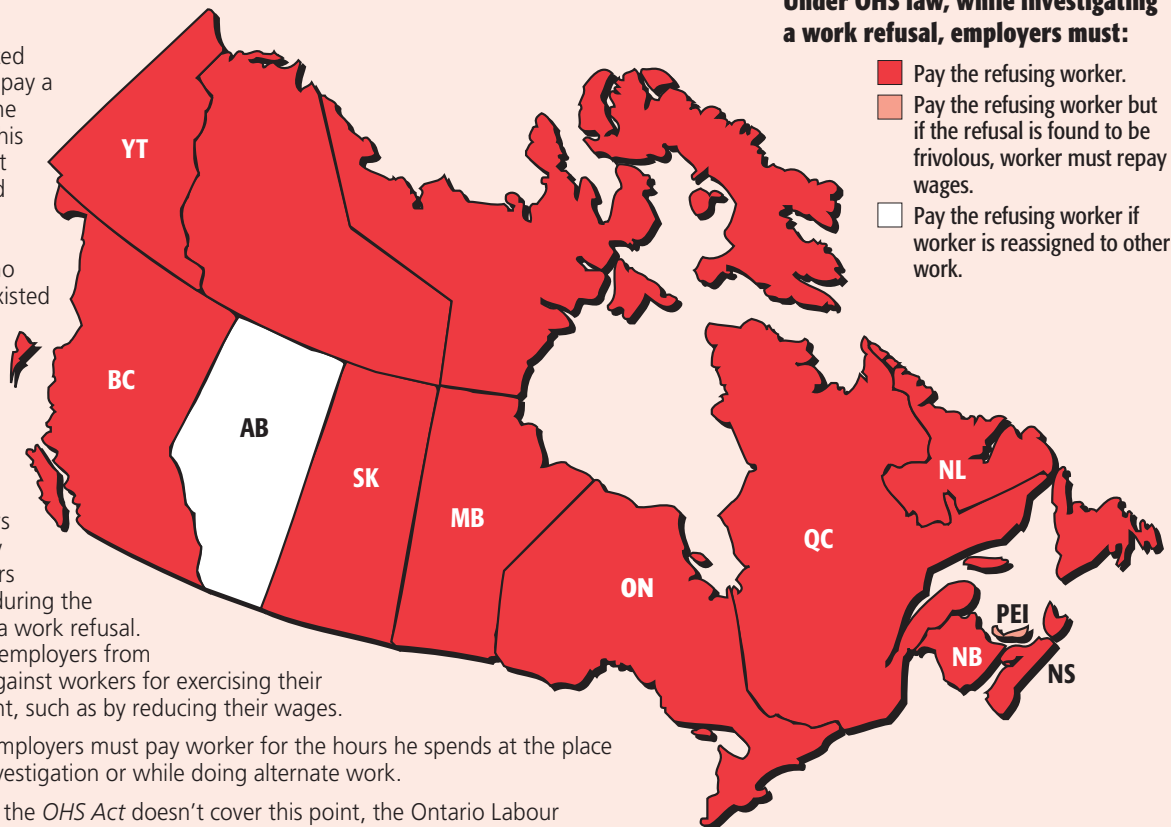 Under OHS law, while investigating
a work refusal, employers must:
Pay the refusing worker.
Pay the refusing worker but
if the refusal is found to be
frivolous, worker must repay
wages.
Pay the refusing worker if
worker is reassigned to other
work.
pay a
his
YT
BC
AB
SK
MB
ON
QC
NL
PEI
NB
NS
during the
a work refusal.
employers from
against workers for exercising their
such as by reducing their wages.
employers must pay worker for the hours he spends at the place
or while doing alternate work.
the OHS Act doesn't cover this point, the Ontario Labour